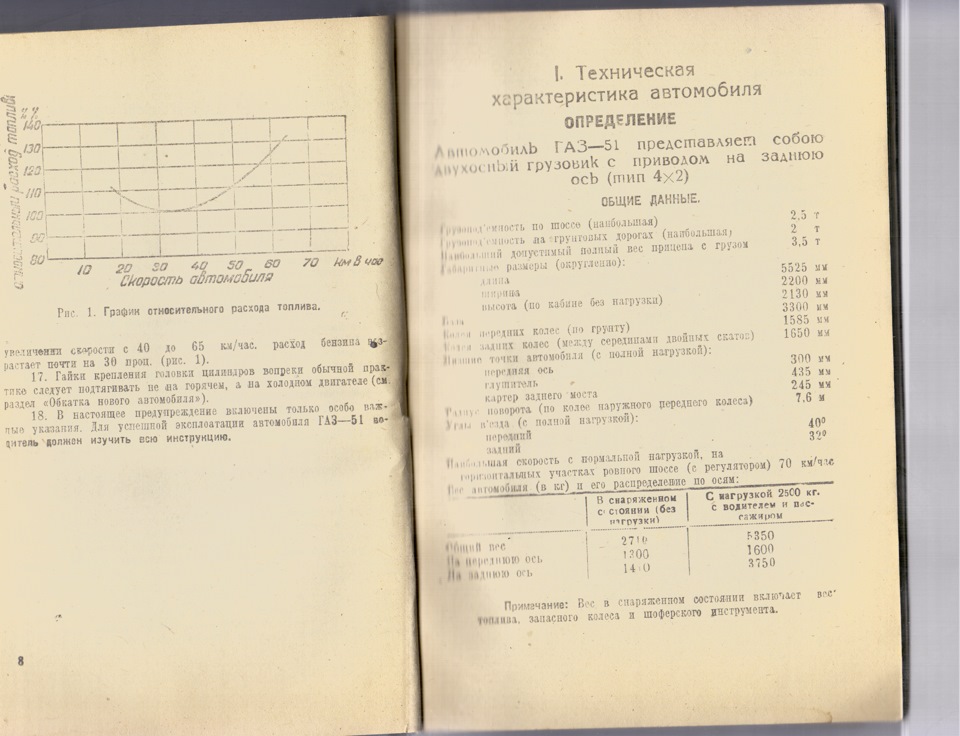 относительный расход топлива
в %
140
130
120
110
100
90
80
10 20 30 40 50 60 70 км в час
Скорость автомобиля
Рис. 1. График относительного расхода топлива.
увеличении скорости с 40 до 65 км/час. расход бензина воз-
растает почти на 30 проц. (рис. 1).
17. Гайки крепления головки цилиндров вопреки обычной прак-
тике следует подтягивать не на горячем, а на холодном двигателе (см.
раздел «Обкатка нового автомобиля»).
18. В настоящее предупреждение включены только особо важ-
ные указания. Для успешной эксплоатации автомобиля ГАЗ—51 во-
дитель должен изучить всю инструкцию.
8
I. Техническая
характеристика автомобиля
ОПРЕДЕЛЕНИЕ
Автомобиль ГАЗ—51 представляет собою
двухосный грузовик с приводом на заднюю
ось (тип 4×2)
ОБЩИЕ ДАННЫЕ.
Грузоподъемность по шоссе (наибольшая) 2,5 т
Грузоподъемность на грунтовых дорогах (наибольшая) 2 т
Наибольший допустимый полный вес прицепа с грузом 3,5 т
Габаритные размеры (округленно):
длина 5525 мм
ширина 2200 мм
высота (по кабине без нагрузки) 2130 мм
База 3300 мм
Колея передних колес (по грунту) 1585 мм
Колея задних колес (между серединами двойных скатов) 1650 мм
Низшие точки автомобиля (с полной нагрузкой):
передняя ось 300 мм
глушитель 435 мм
картер заднего моста 245 мм
Радиус поворота (по колее наружного переднего колеса) 7,6 м
Углы в'езда (с полной нагрузкой):
передний 40°
задний 32°
Наибольшая скорость с нормальной нагрузкой, на
горизонтальных участках ровного шоссе (с регулятором) 70 км/час
Вес автомобиля (в кг) и его распределение по осям:
В снаряженном состоянии (без нагрузки) С нагрузкой 2500 кг. с водителем и пас-сажиром
Общий вес 2710 5350
На переднюю ось 1300 1600
На заднюю ось 3750
Примечание: Вес в снаряженном состоянии включает вес
топлива, запасного колеса и шоферского инструмента.